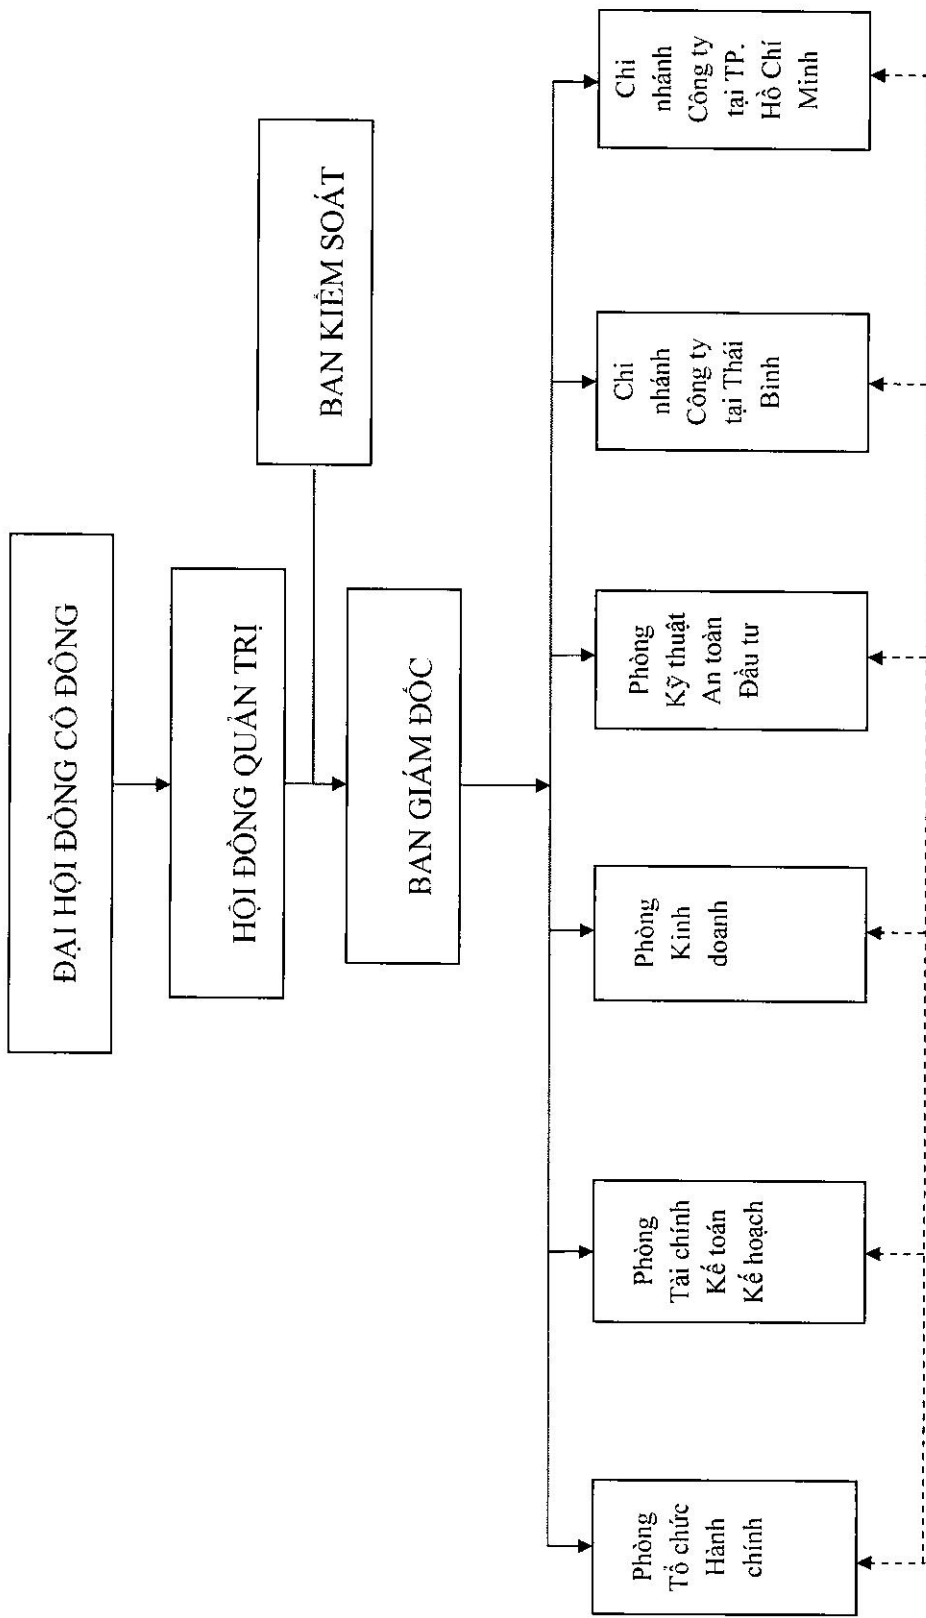 ĐẠI HỘI ĐỒNG CỔ ĐÔNG
HỘI ĐỒNG QUẢN TRỊ
BAN KIỂM SOÁT
BAN GIÁM ĐỐC
Phòng
Tổ chức
Hành
chính
Phòng
Tài chính
Kế toán
Kế hoạch
Phòng
Kinh
doanh
Phòng
Kỹ thuật
An toàn
Đầu tư
Chi
nhánh
Công ty
tại Thái
Bình
Chi
nhánh
Công ty
tại TP.
Hồ Chí
Minh